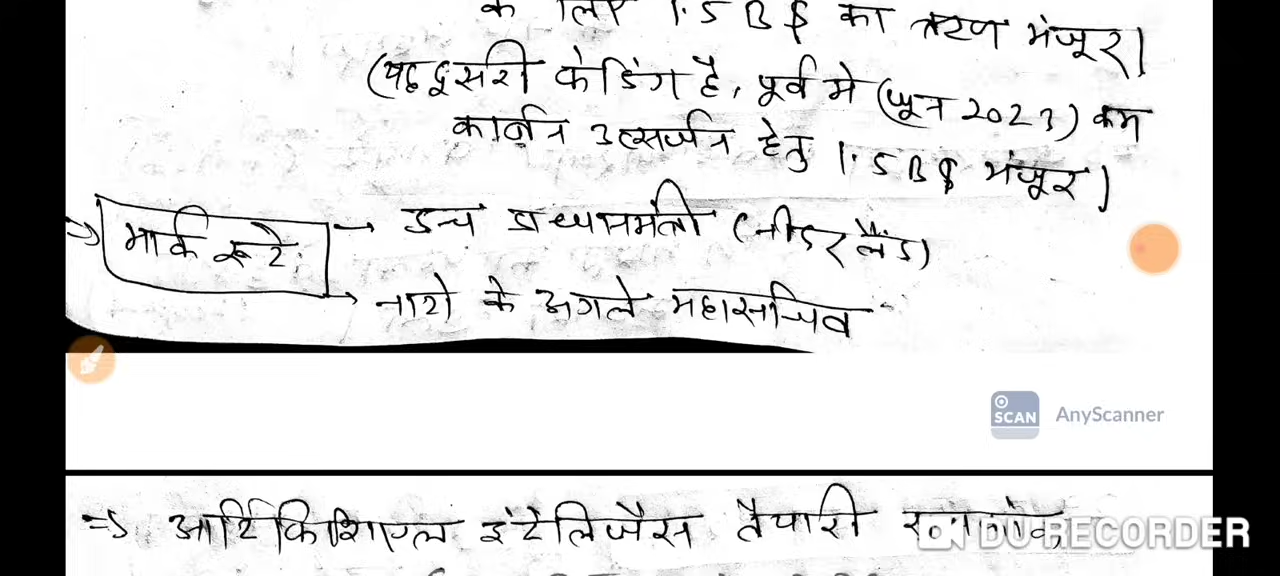 के लिए 1.5 B $ का ऋण मंजूर।
(यह दूसरी फंडिंग है, पूर्व मे (जून 2023) कम
कार्बन उत्सर्जन हेतु 1.5 B $ मंजूर।
⇒ मार्क रूटे → डच प्रधानमंत्री (नीदरलैंड)
→ नाटो के अगले महासचिव
SCAN AnyScanner
⇒ आर्टिफिशिएल इंटेलिजेंस तैयारी
DU RECORDER